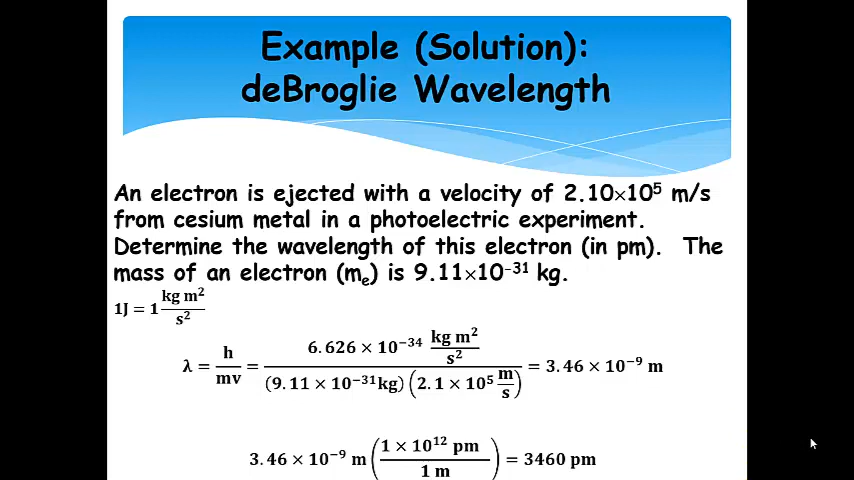 Example (Solution):
deBroglie Wavelength
An electron is ejected with a velocity of 2.10×10⁵ m/s
from cesium metal in a photoelectric experiment.
Determine the wavelength of this electron (in pm). The
mass of an electron (mₑ) is 9.11×10⁻³¹ kg.
1J = 1 kg m²/s²
λ = h/mv = 6.626 × 10⁻³⁴ kg m²/s² / (9.11 × 10⁻³¹kg) (2.1 × 10⁵ m/s) = 3.46 × 10⁻⁹ m
3.46 × 10⁻⁹ m (1 × 10¹² pm / 1 m) = 3460 pm